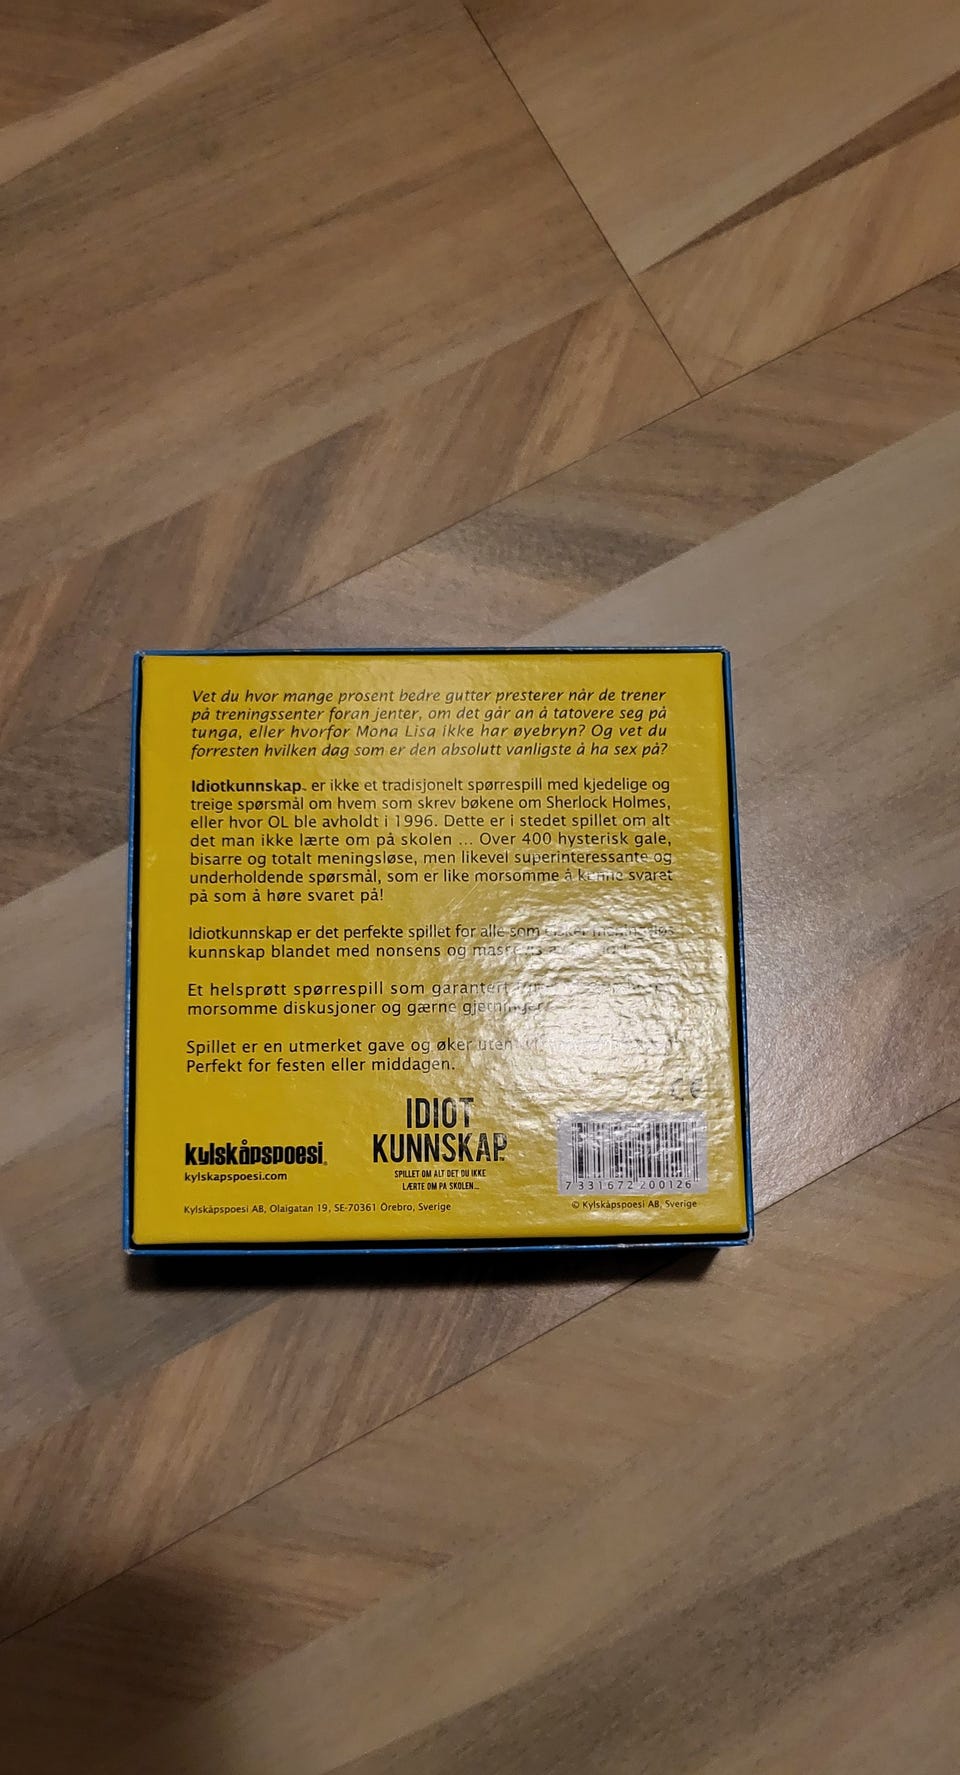 Vet du hvor mange prosent bedre gutter presterer når de trener
på treningssenter foran jenter, om det går an å tatovere seg på
tunga, eller hvorfor Mona Lisa ikke har øyebryn? Og vet du
forresten hvilken dag som er den absolutt vanligste å ha sex på?
Idiotkunnskap™ er ikke et tradisjonelt spørrespill med kjedelige og
treige spørsmål om hvem som skrev bøkene om Sherlock Holmes,
eller hvor OL ble avholdt i 1996. Dette er i stedet spillet om alt
det man ikke lærte om på skolen ... Over 400 hysterisk gale,
bisarre og totalt meningsløse, men likevel superinteressante og
underholdende spørsmål, som er like morsomme å kunne svaret
på som å høre svaret på!
Idiotkunnskap er det perfekte spillet for alle som elsker
kunnskap blandet med nonsens og
Et helsprøtt spørrespill som garantert
morsomme diskusjoner og gærne gjetninger
Spillet er en utmerket gave og øker uten
Perfekt for festen eller middagen.
CE
IDIOT
KUNNSKAP
SPILLET OM ALT DET DU IKKE
LÆRTE OM PÅ SKOLEN...
kylskåpspoesi®
kylskapspoesi.com
7 331672 200126
Kylskåpspoesi AB, Olaigatan 19, SE-70361 Örebro, Sverige
© Kylskåpspoesi AB, Sverige